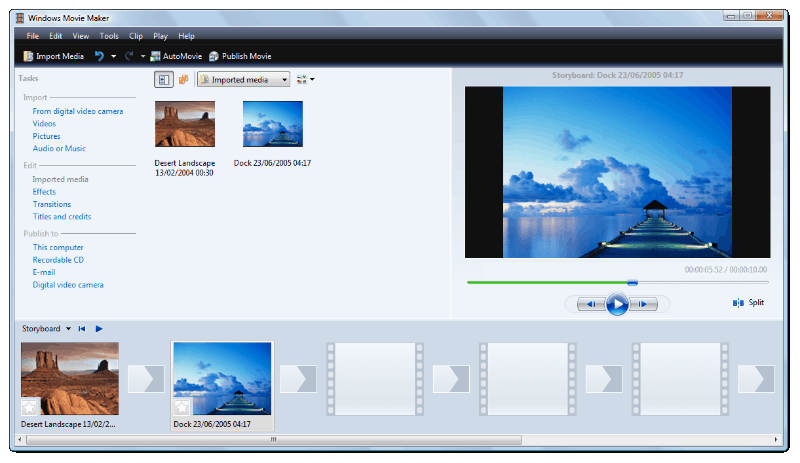 Windows Movie Maker
File Edit View Tools Clip Play Help
Import Media AutoMovie Publish Movie
Tasks
Import
From digital video camera
Videos
Pictures
Audio or Music
Edit
Imported media
Effects
Transitions
Titles and credits
Publish to
This computer
Recordable CD
E-mail
Digital video camera
Imported media
Desert Landscape
13/02/2004 00:30
Dock 23/06/2005 04:17
Storyboard: Dock 23/06/2005 04:17
00:00:05.52 / 00:00:10.00
Split
Storyboard
Desert Landscape 13/02/2...
Dock 23/06/2005 04:17